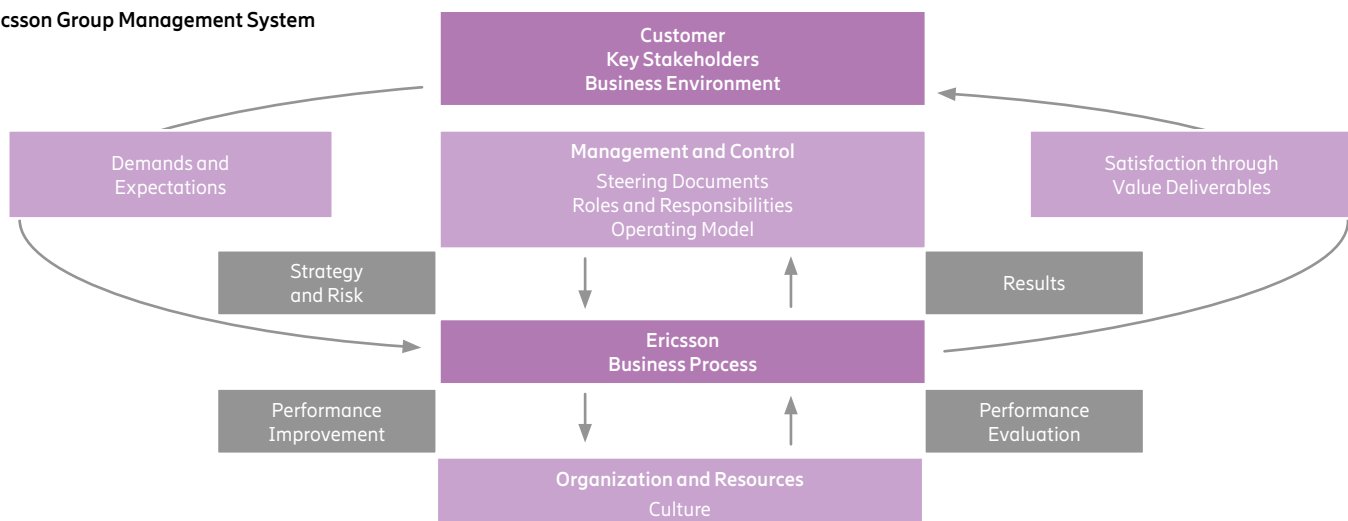 icsson Group Management System
Customer
Key Stakeholders
Business Environment
Demands and
Expectations
Management and Control
Steering Documents
Roles and Responsibilities
Operating Model
Satisfaction through
Value Deliverables
Strategy
and Risk
Results
Ericsson
Business Process
Performance
Improvement
Performance
Evaluation
Organization and Resources
Culture